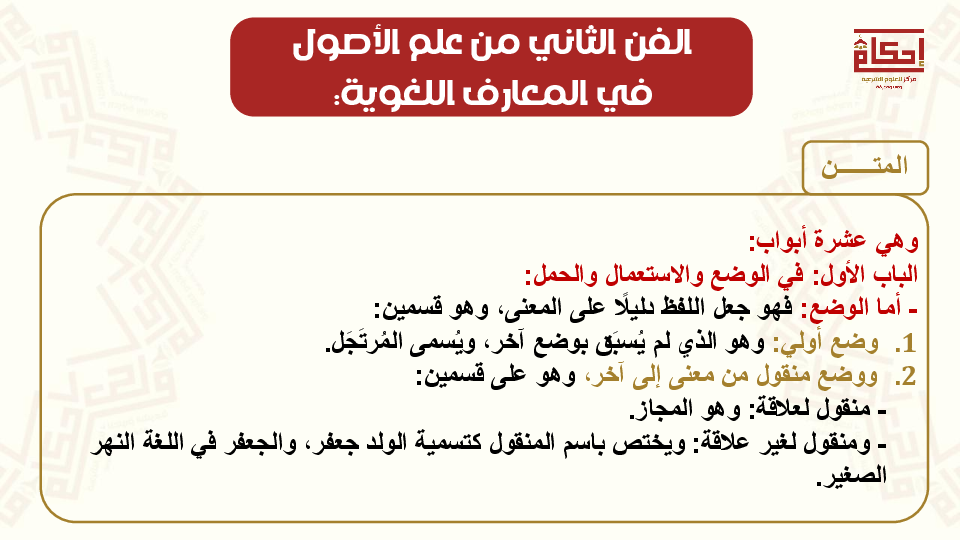 الفن الثاني من علم الأصول
في المعارف اللغوية:
إحكام
مركز للعلوم الشرعية
المتـــــن
وهي عشرة أبواب:
الباب الأول: في الوضع والاستعمال والحمل:
- أما الوضع: فهو جعل اللفظ دليلًا على المعنى، وهو قسمين:
1. وضع أولي: وهو الذي لم يُسبَق بوضع آخر، ويُسمى المُرتَجَل.
2. ووضع منقول من معنى إلى آخر، وهو على قسمين:
- منقول لعلاقة: وهو المجاز.
- ومنقول لغير علاقة: ويختص باسم المنقول كتسمية الولد جعفر، والجعفر في اللغة النهر
الصغير.